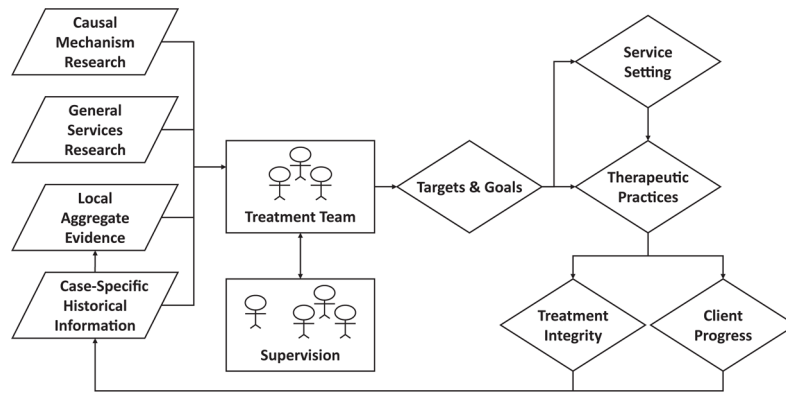 Causal
Mechanism
Research
General
Services
Research
Local
Aggregate
Evidence
Case-Specific
Historical
Information
Treatment Team
Supervision
Targets & Goals
Service
Setting
Therapeutic
Practices
Treatment
Integrity
Client
Progress